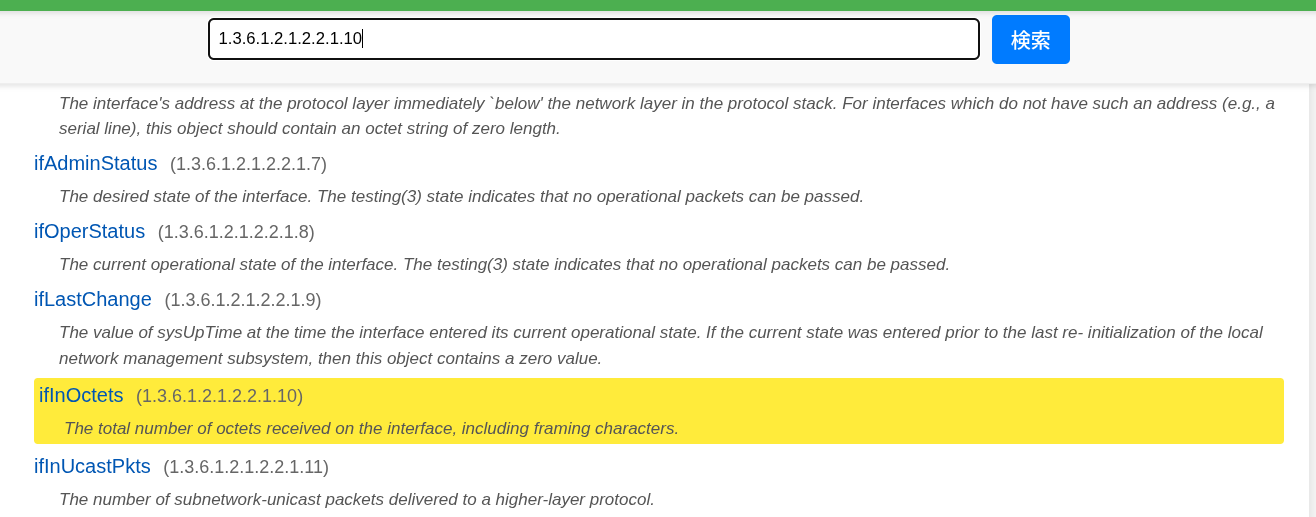 1.3.6.1.2.1.2.2.1.10
検索
The interface's address at the protocol layer immediately `below' the network layer in the protocol stack. For interfaces which do not have such an address (e.g., a
serial line), this object should contain an octet string of zero length.
ifAdminStatus (1.3.6.1.2.1.2.2.1.7)
The desired state of the interface. The testing(3) state indicates that no operational packets can be passed.
ifOperStatus (1.3.6.1.2.1.2.2.1.8)
The current operational state of the interface. The testing(3) state indicates that no operational packets can be passed.
ifLastChange (1.3.6.1.2.1.2.2.1.9)
The value of sysUpTime at the time the interface entered its current operational state. If the current state was entered prior to the last re- initialization of the local
network management subsystem, then this object contains a zero value.
ifInOctets (1.3.6.1.2.1.2.2.1.10)
The total number of octets received on the interface, including framing characters.
ifInUcastPkts (1.3.6.1.2.1.2.2.1.11)
The number of subnetwork-unicast packets delivered to a higher-layer protocol.